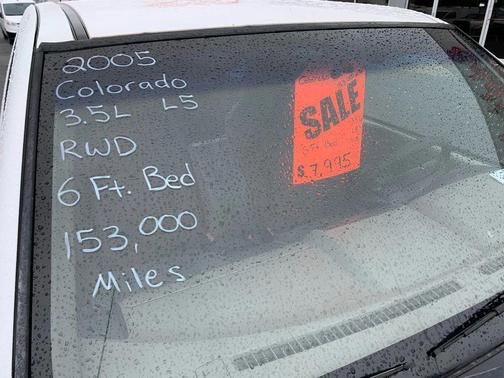 2005
Colorado
3.5L L5
RWD
6 Ft. Bed
153,000
Miles
SALE
$7,995